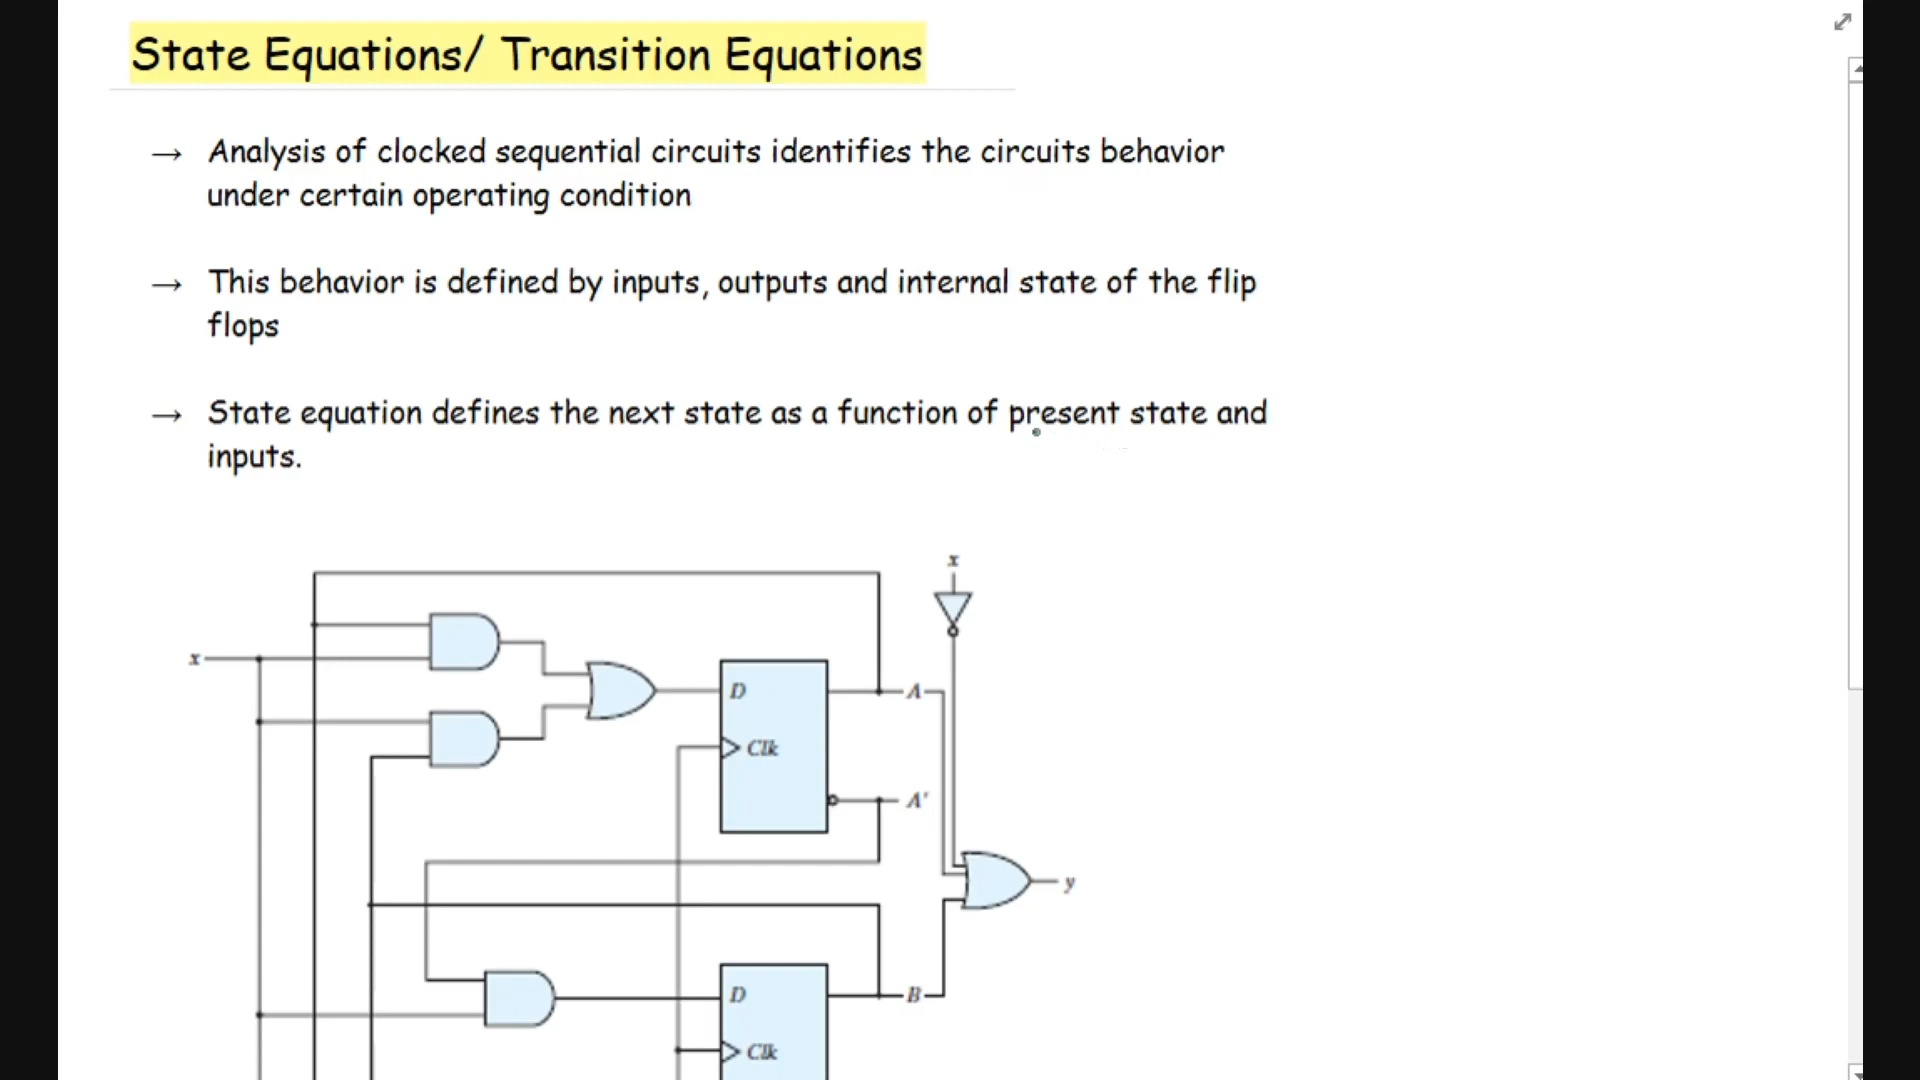 State Equations/ Transition Equations
→ Analysis of clocked sequential circuits identifies the circuits behavior
under certain operating condition
→ This behavior is defined by inputs, outputs and internal state of the flip
flops
→ State equation defines the next state as a function of present state and
inputs.
x
x
D
A
Clk
A'
y
D
B
Clk